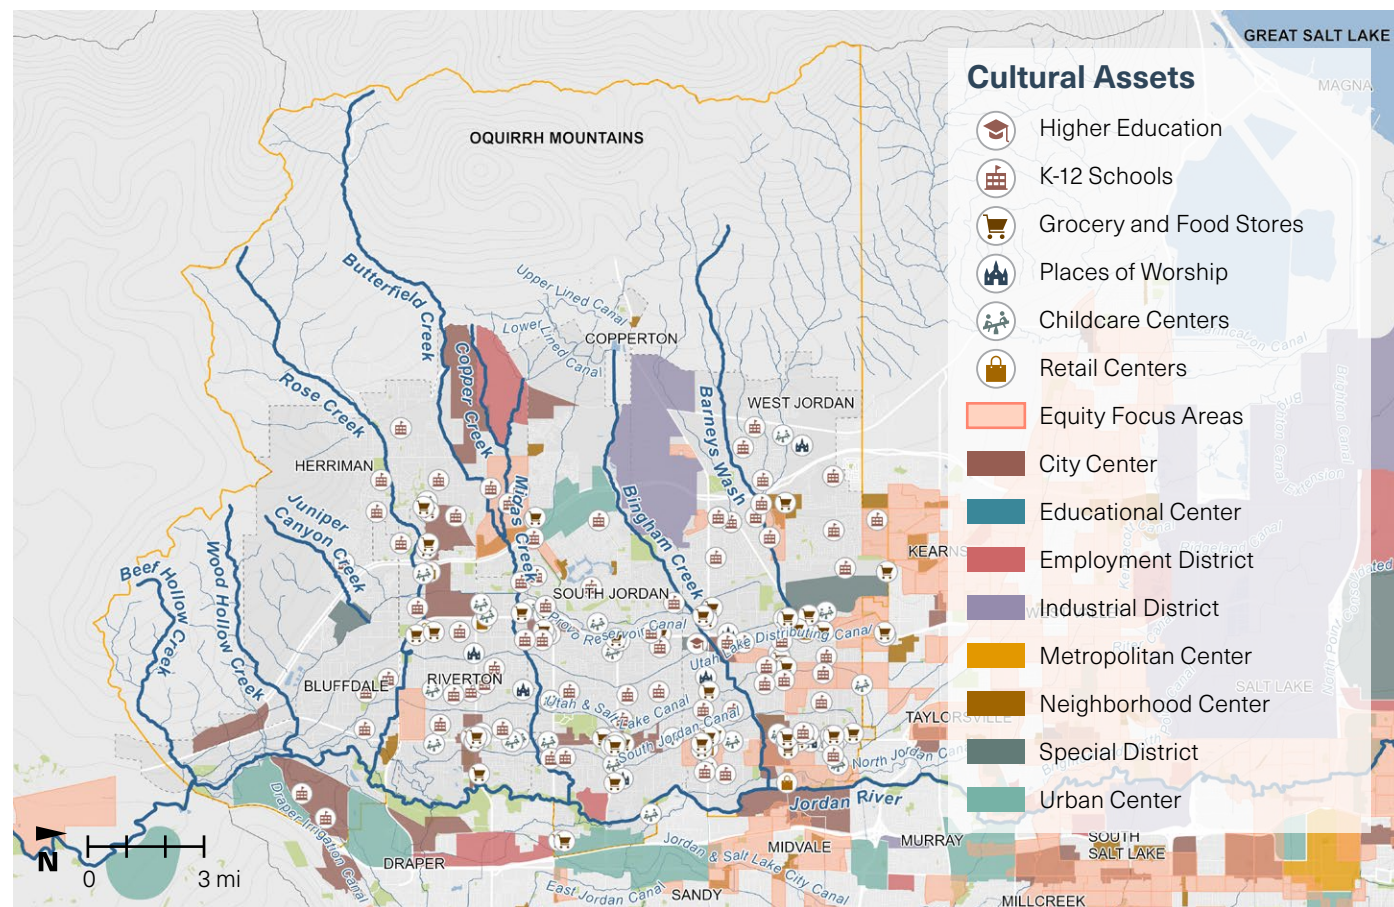 GREAT SALT LAKE
MAGNA
Cultural Assets
Higher Education
K-12 Schools
Grocery and Food Stores
Places of Worship
Childcare Centers
Retail Centers
Equity Focus Areas
City Center
Educational Center
Employment District
Industrial District
Metropolitan Center
Neighborhood Center
Special District
Urban Center
OQUIRRH MOUNTAINS
Butterfield Creek
Upper Lined Canal
Lower Lined Canal
COPPERTON
Copper Creek
Rose Creek
Barneys Wash
WEST JORDAN
HERRIMAN
Midas Creek
Bingham Creek
Juniper
Canyon Creek
Wood Hollow Creek
Beef Hollow Creek
KEARNS
SOUTH JORDAN
Provo Reservoir Canal
Utah Lake Distributing Canal
BLUFFDALE
RIVERTON
Utah & Salt Lake Canal
South Jordan Canal
TAYLORSVILLE
North Jordan Canal
SALT LAKE
Brighton Canal
North Point
Ridgeland Canal
Jordan River
Draper Irrigation Canal
DRAPER
Jordan & Salt Lake City Canal
East Jordan Canal
SANDY
MIDVALE
MURRAY
SOUTH
SALT LAKE
MILLCREEK
N
0 3 mi